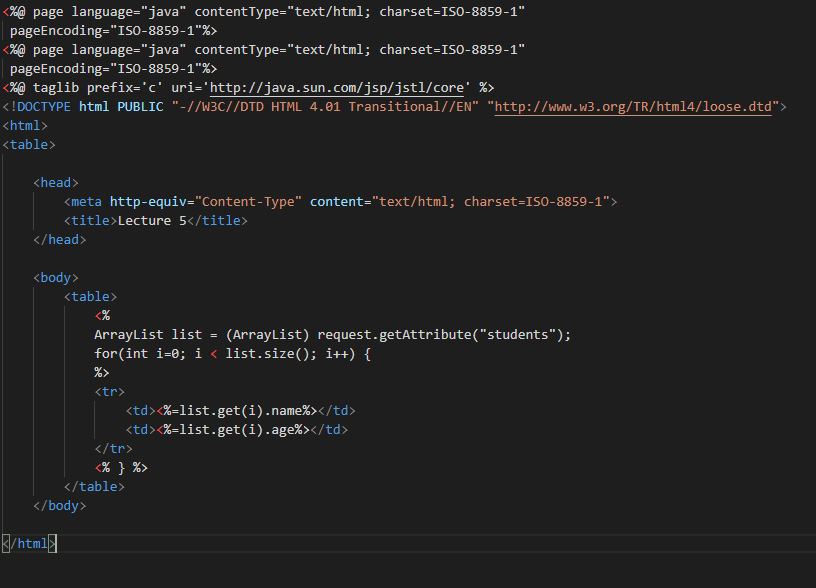 <%@ page language="java" contentType="text/html; charset=ISO-8859-1"
 pageEncoding="ISO-8859-1"%>
<%@ page language="java" contentType="text/html; charset=ISO-8859-1"
 pageEncoding="ISO-8859-1"%>
<%@ taglib prefix='c' uri='http://java.sun.com/jsp/jstl/core' %>
<!DOCTYPE html PUBLIC "-//W3C//DTD HTML 4.01 Transitional//EN" "http://www.w3.org/TR/html4/loose.dtd">
<html>
<table>
    <head>
        <meta http-equiv="Content-Type" content="text/html; charset=ISO-8859-1">
        <title>Lecture 5</title>
    </head>
    <body>
        <table>
            <%
            ArrayList list = (ArrayList) request.getAttribute("students");
            for(int i=0; i < list.size(); i++) {
            %>
            <tr>
                <td><%=list.get(i).name%></td>
                <td><%=list.get(i).age%></td>
            </tr>
            <% } %>
        </table>
    </body>
</html>